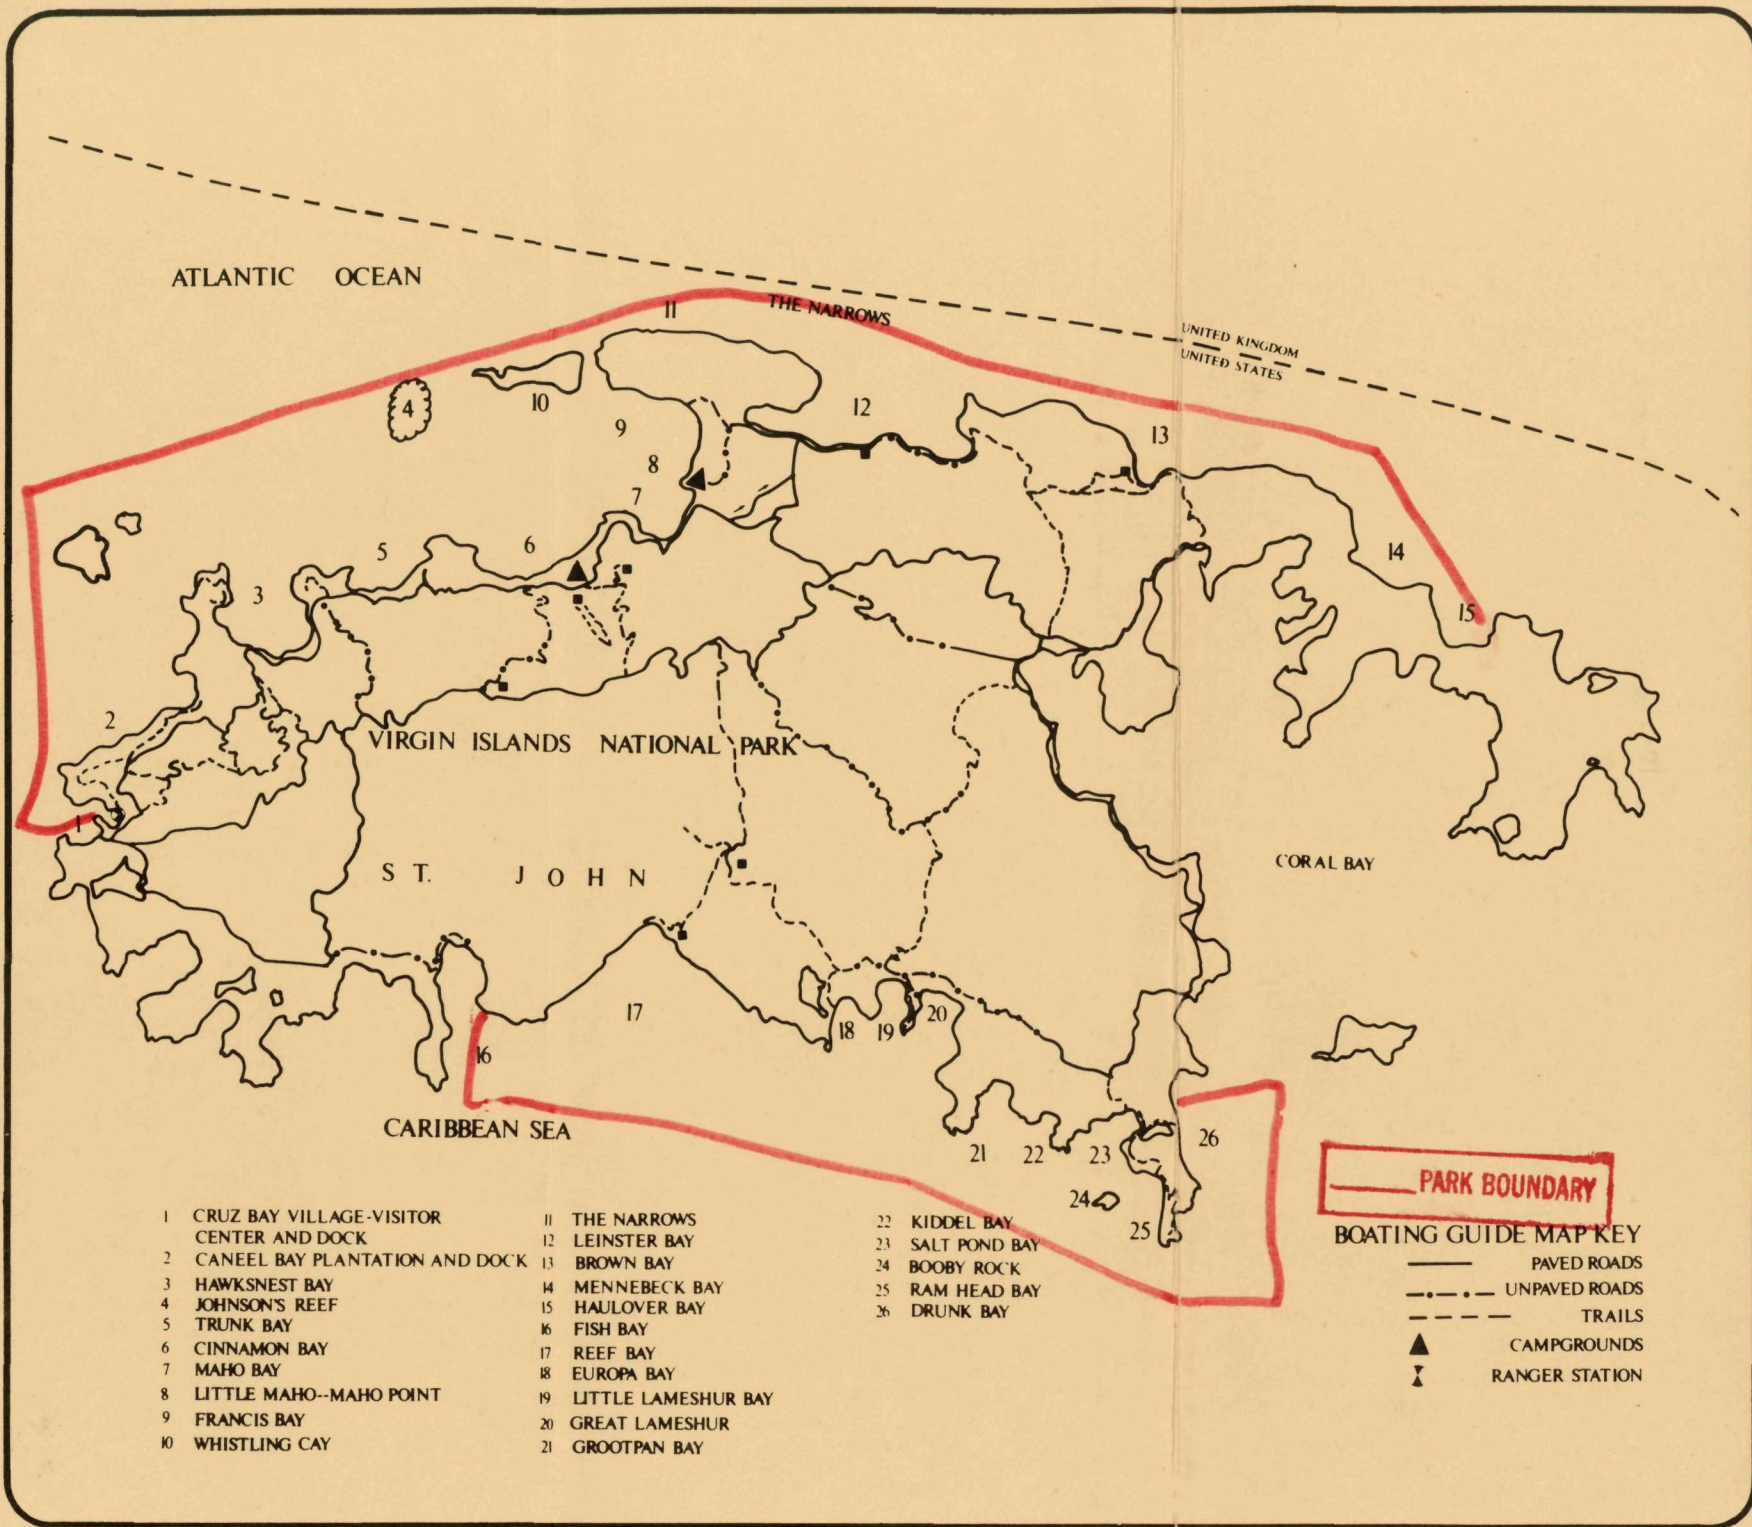 ATLANTIC OCEAN
11
THE NARROWS
UNITED KINGDOM
UNITED STATES
4
10
9
12
13
8
7
5
6
14
3
15
2
VIRGIN ISLANDS NATIONAL PARK
1
ST. JOHN
CORAL BAY
17
18
19
20
16
CARIBBEAN SEA
21
22
23
26
24
25
PARK BOUNDARY
BOATING GUIDE MAP KEY
PAVED ROADS
UNPAVED ROADS
TRAILS
CAMPGROUNDS
RANGER STATION
1 CRUZ BAY VILLAGE-VISITOR
CENTER AND DOCK
2 CANEEL BAY PLANTATION AND DOCK
3 HAWKSNEST BAY
4 JOHNSON'S REEF
5 TRUNK BAY
6 CINNAMON BAY
7 MAHO BAY
8 LITTLE MAHO--MAHO POINT
9 FRANCIS BAY
10 WHISTLING CAY
11 THE NARROWS
12 LEINSTER BAY
13 BROWN BAY
14 MENNEBECK BAY
15 HAULOVER BAY
16 FISH BAY
17 REEF BAY
18 EUROPA BAY
19 LITTLE LAMESHUR BAY
20 GREAT LAMESHUR
21 GROOTPAN BAY
22 KIDDEL BAY
23 SALT POND BAY
24 BOOBY ROCK
25 RAM HEAD BAY
26 DRUNK BAY